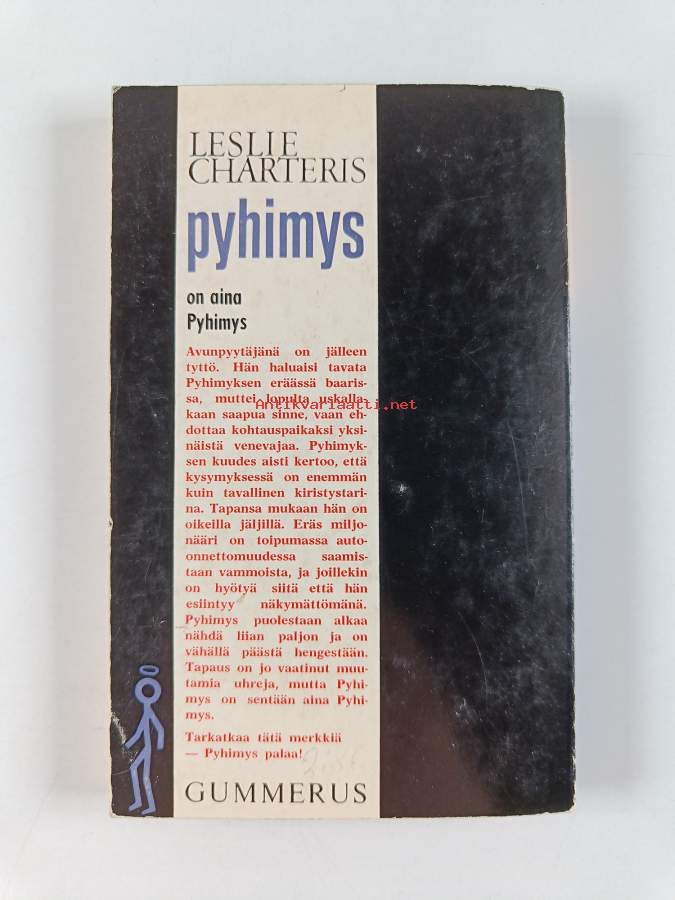 LESLIE
CHARTERIS
pyhimys
on aina
Pyhimys
Avunpyytäjänä on jälleen
tyttö. Hän haluaisi tavata
Pyhimyksen eräässä baaris-
sa, muttei lopulta uskalla-
Antikvariaatti.net
kaan saapua sinne, vaan eh-
dottaa kohtauspaikaksi yksi-
näistä venevajaa. Pyhimyk-
sen kuudes aisti kertoo, että
kysymyksessä on enemmän
kuin tavallinen kiristystari-
na. Tapansa mukaan hän on
oikeilla jäljillä. Eräs miljo-
nääri on toipumassa auto-
onnettomuudessa saamis-
taan vammoista, ja joillekin
on hyötyä siitä että hän
esiintyy näkymättömänä.
Pyhimys puolestaan alkaa
nähdä liian paljon ja on
vähällä päästä hengestään.
Tapaus on jo vaatinut muu-
tamia uhreja, mutta Pyhi-
mys on sentään aina Pyhi-
mys.
Tarkatkaa tätä merkkiä
— Pyhimys palaa!
GUMMERUS